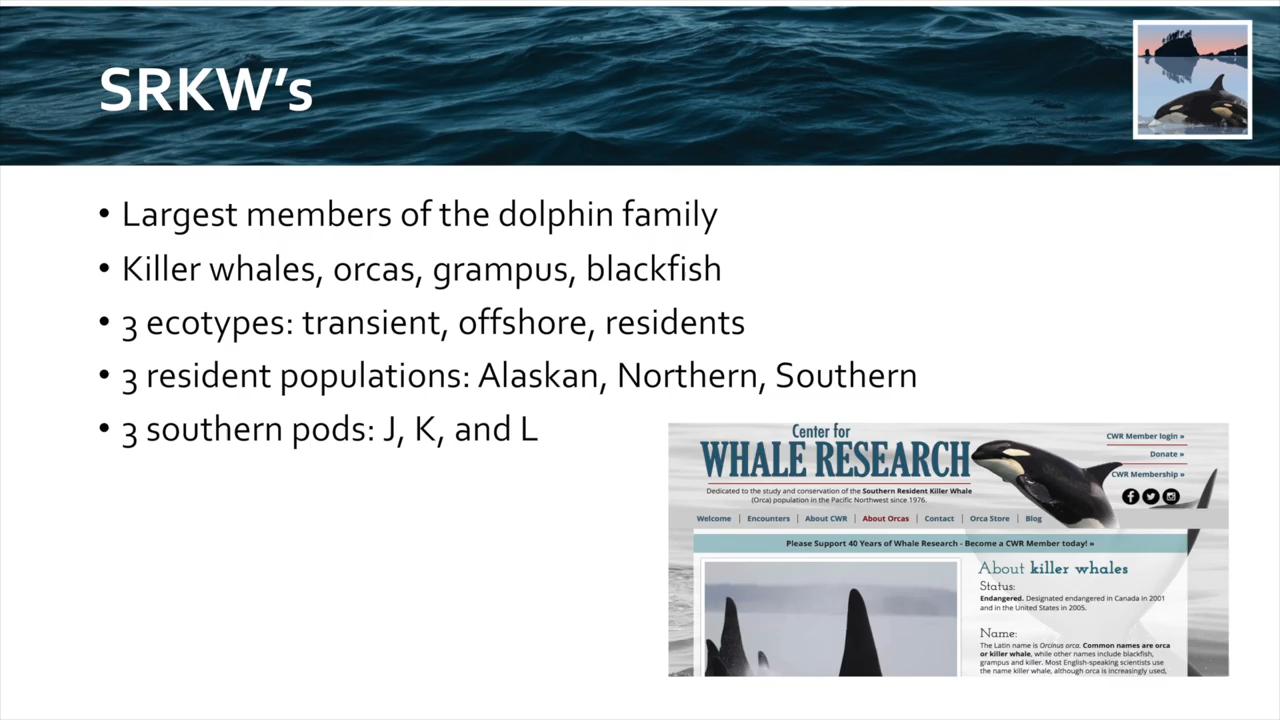 SRKW's
• Largest members of the dolphin family
• Killer whales, orcas, grampus, blackfish
• 3 ecotypes: transient, offshore, residents
• 3 resident populations: Alaskan, Northern, Southern
• 3 southern pods: J, K, and L
Center for
WHALE RESEARCH
Dedicated to the study and conservation of the Southern Resident Killer Whale
(Orca) population in the Pacific Northwest since 1976.
CWR Member login »
Donate »
CWR Membership »
Welcome | Encounters | About CWR | About Orcas | Contact | Orca Store | Blog
Please Support 40 Years of Whale Research - Become a CWR Member today! »
About killer whales
Status:
Endangered. Designated endangered in Canada in 2001
and in the United States in 2005.
Name:
The Latin name is Orcinus orca. Common names are orca
or killer whale, while other names include blackfish,
grampus and killer. Most English-speaking scientists use
the name killer whale, although orca is increasingly used,